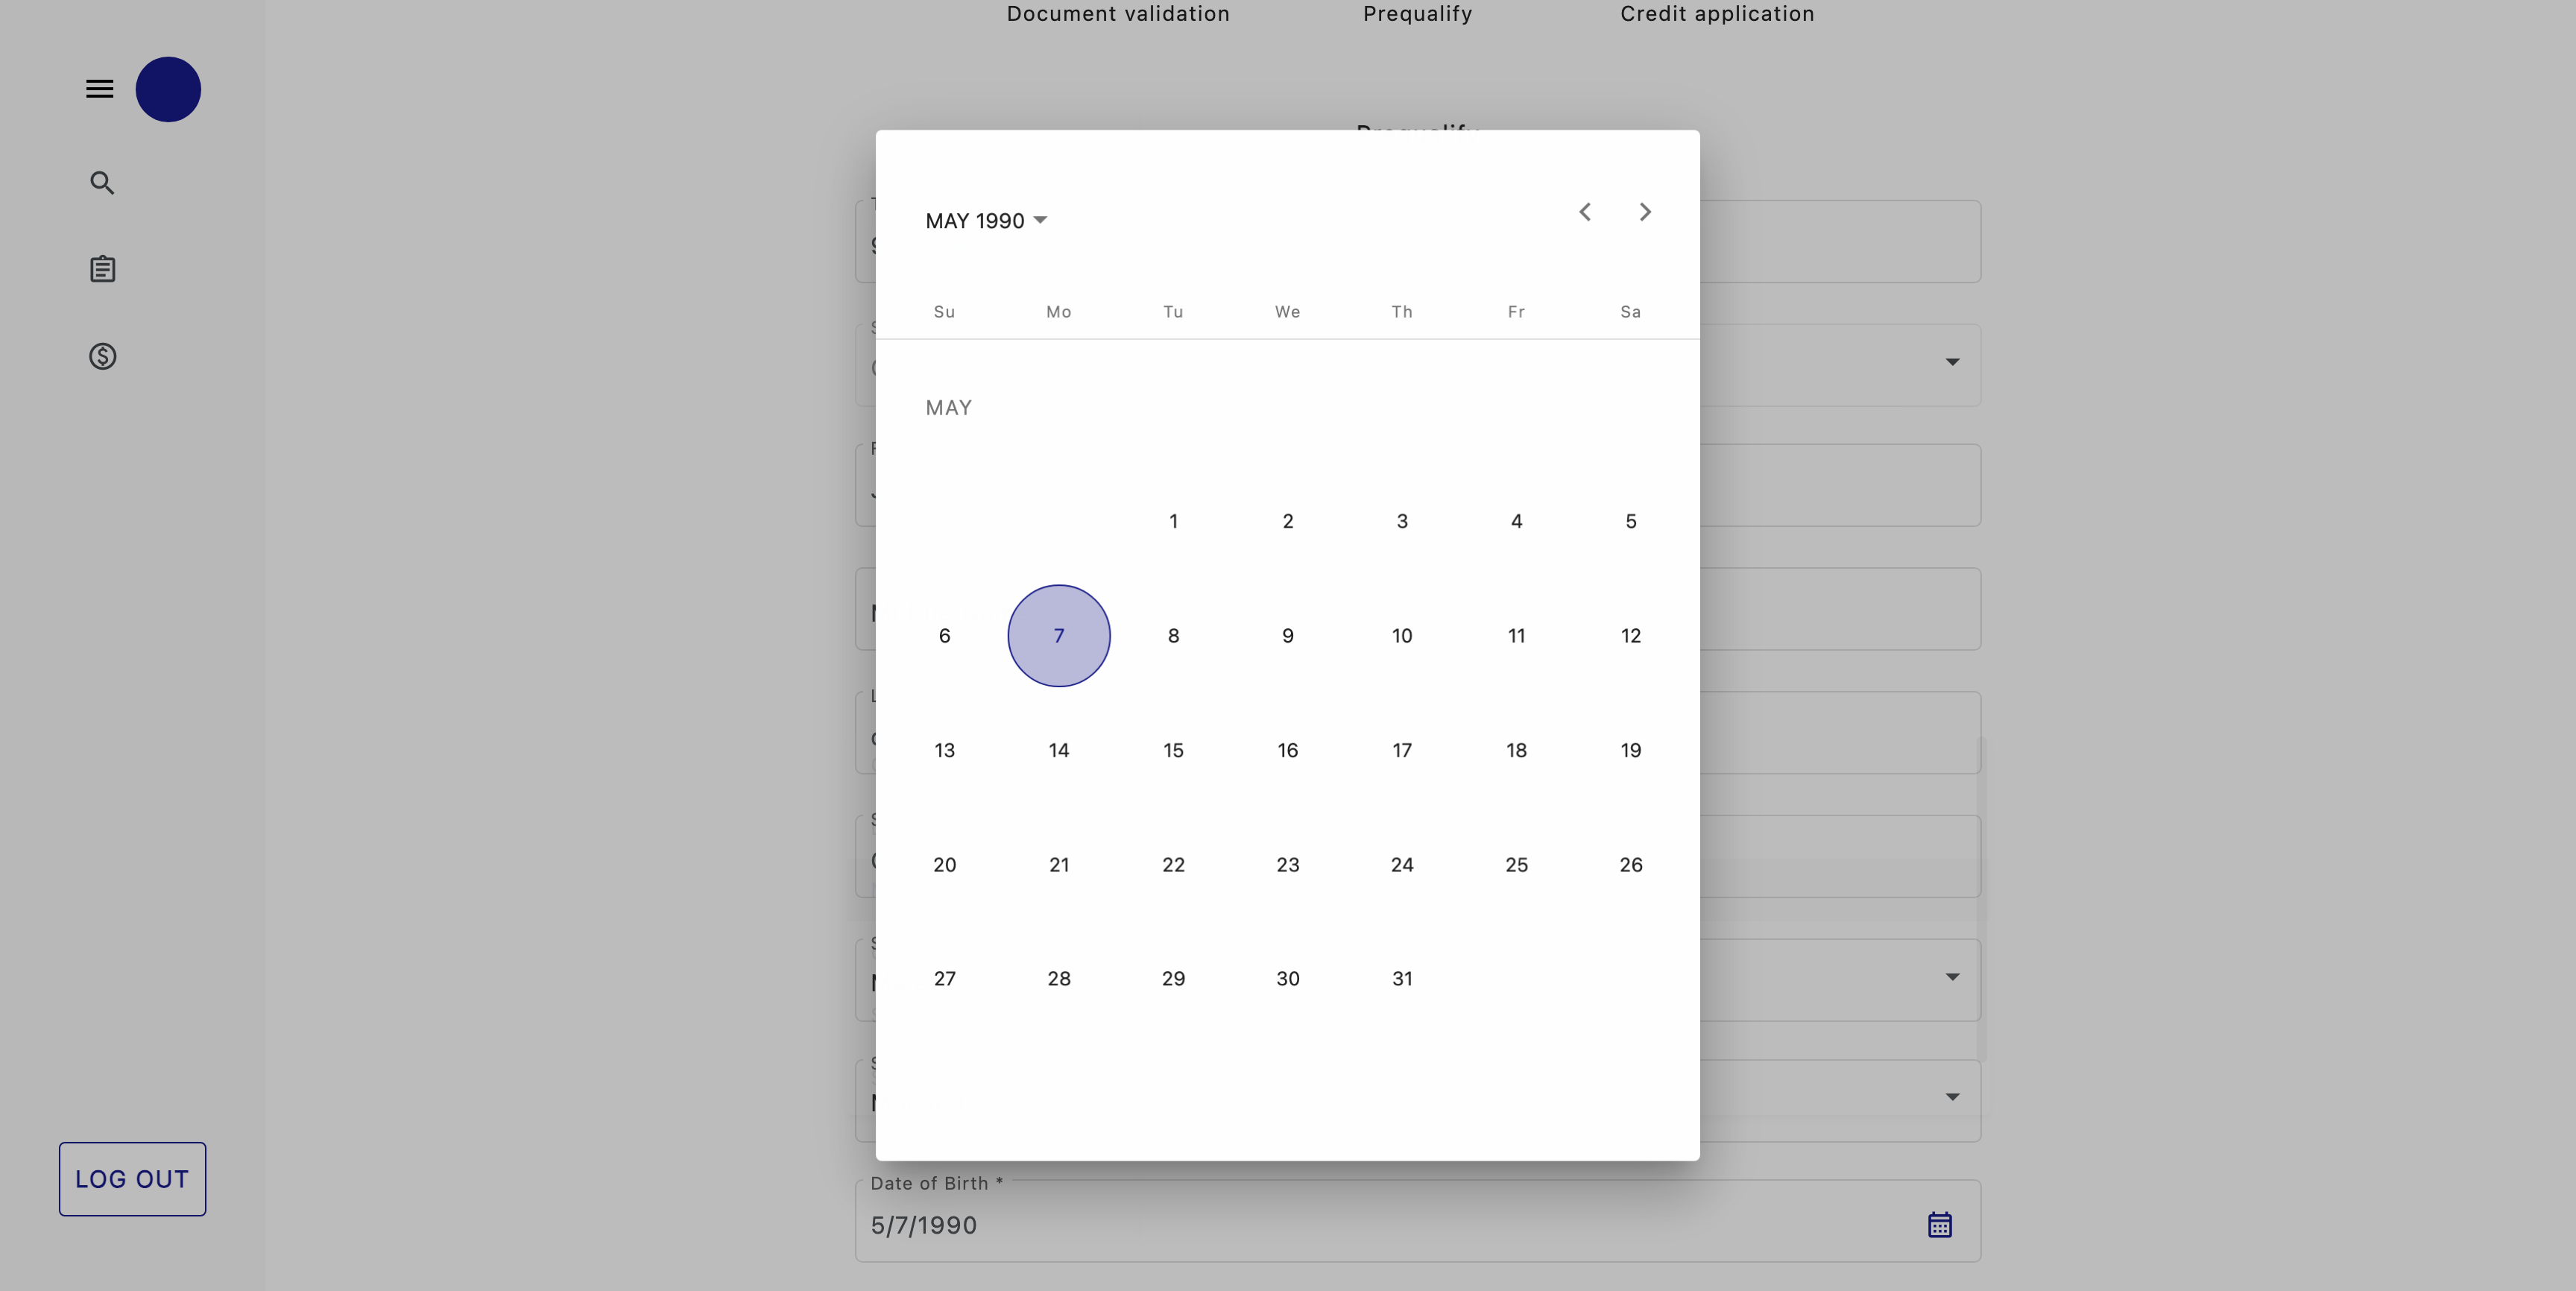 Document validation
Prequalify
Credit application
Prequalify
MAY 1990
Su Mo Tu We Th Fr Sa
MAY
1 2 3 4 5
6 7 8 9 10 11 12
13 14 15 16 17 18 19
20 21 22 23 24 25 26
27 28 29 30 31
LOG OUT
Date of Birth *
5/7/1990